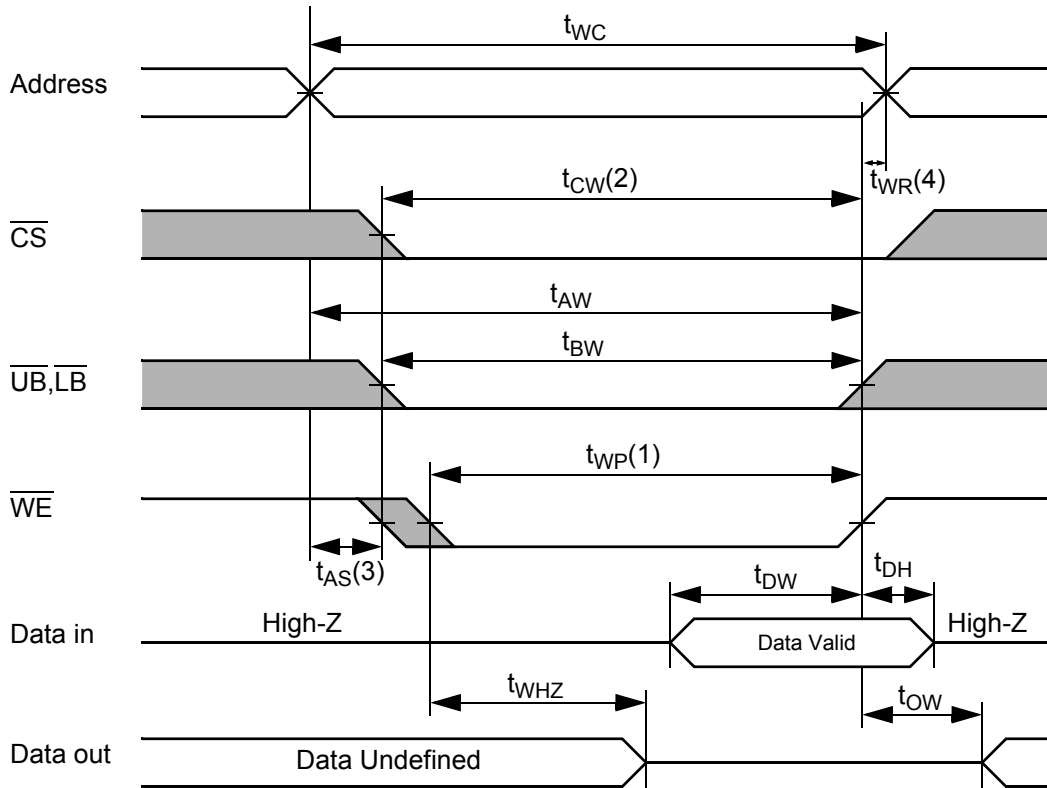 tWC
Address
tCW(2)
tWR(4)
CS
tAW
tBW
UB,LB
tWP(1)
WE
tAS(3)
tDW
tDH
Data in
High-Z
Data Valid
High-Z
tWHZ
tOW
Data out
Data Undefined